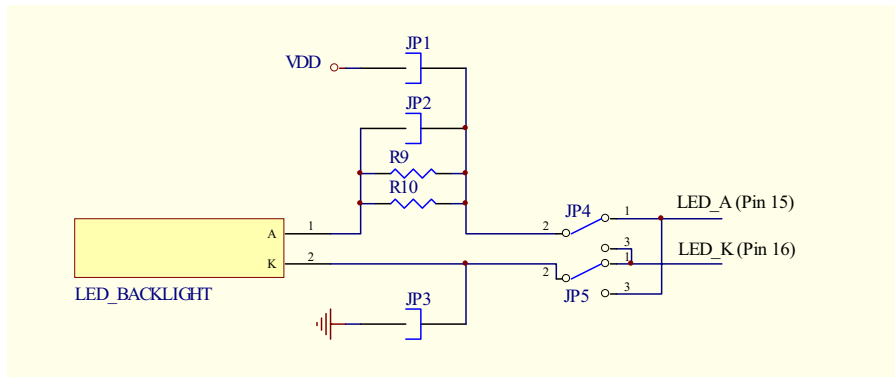 JP1
VDD
JP2
R9
R10
A 1
K 2
LED_BACKLIGHT
JP3
2 JP4 1
3
2 JP5 1
3
LED_A (Pin 15)
LED_K (Pin 16)